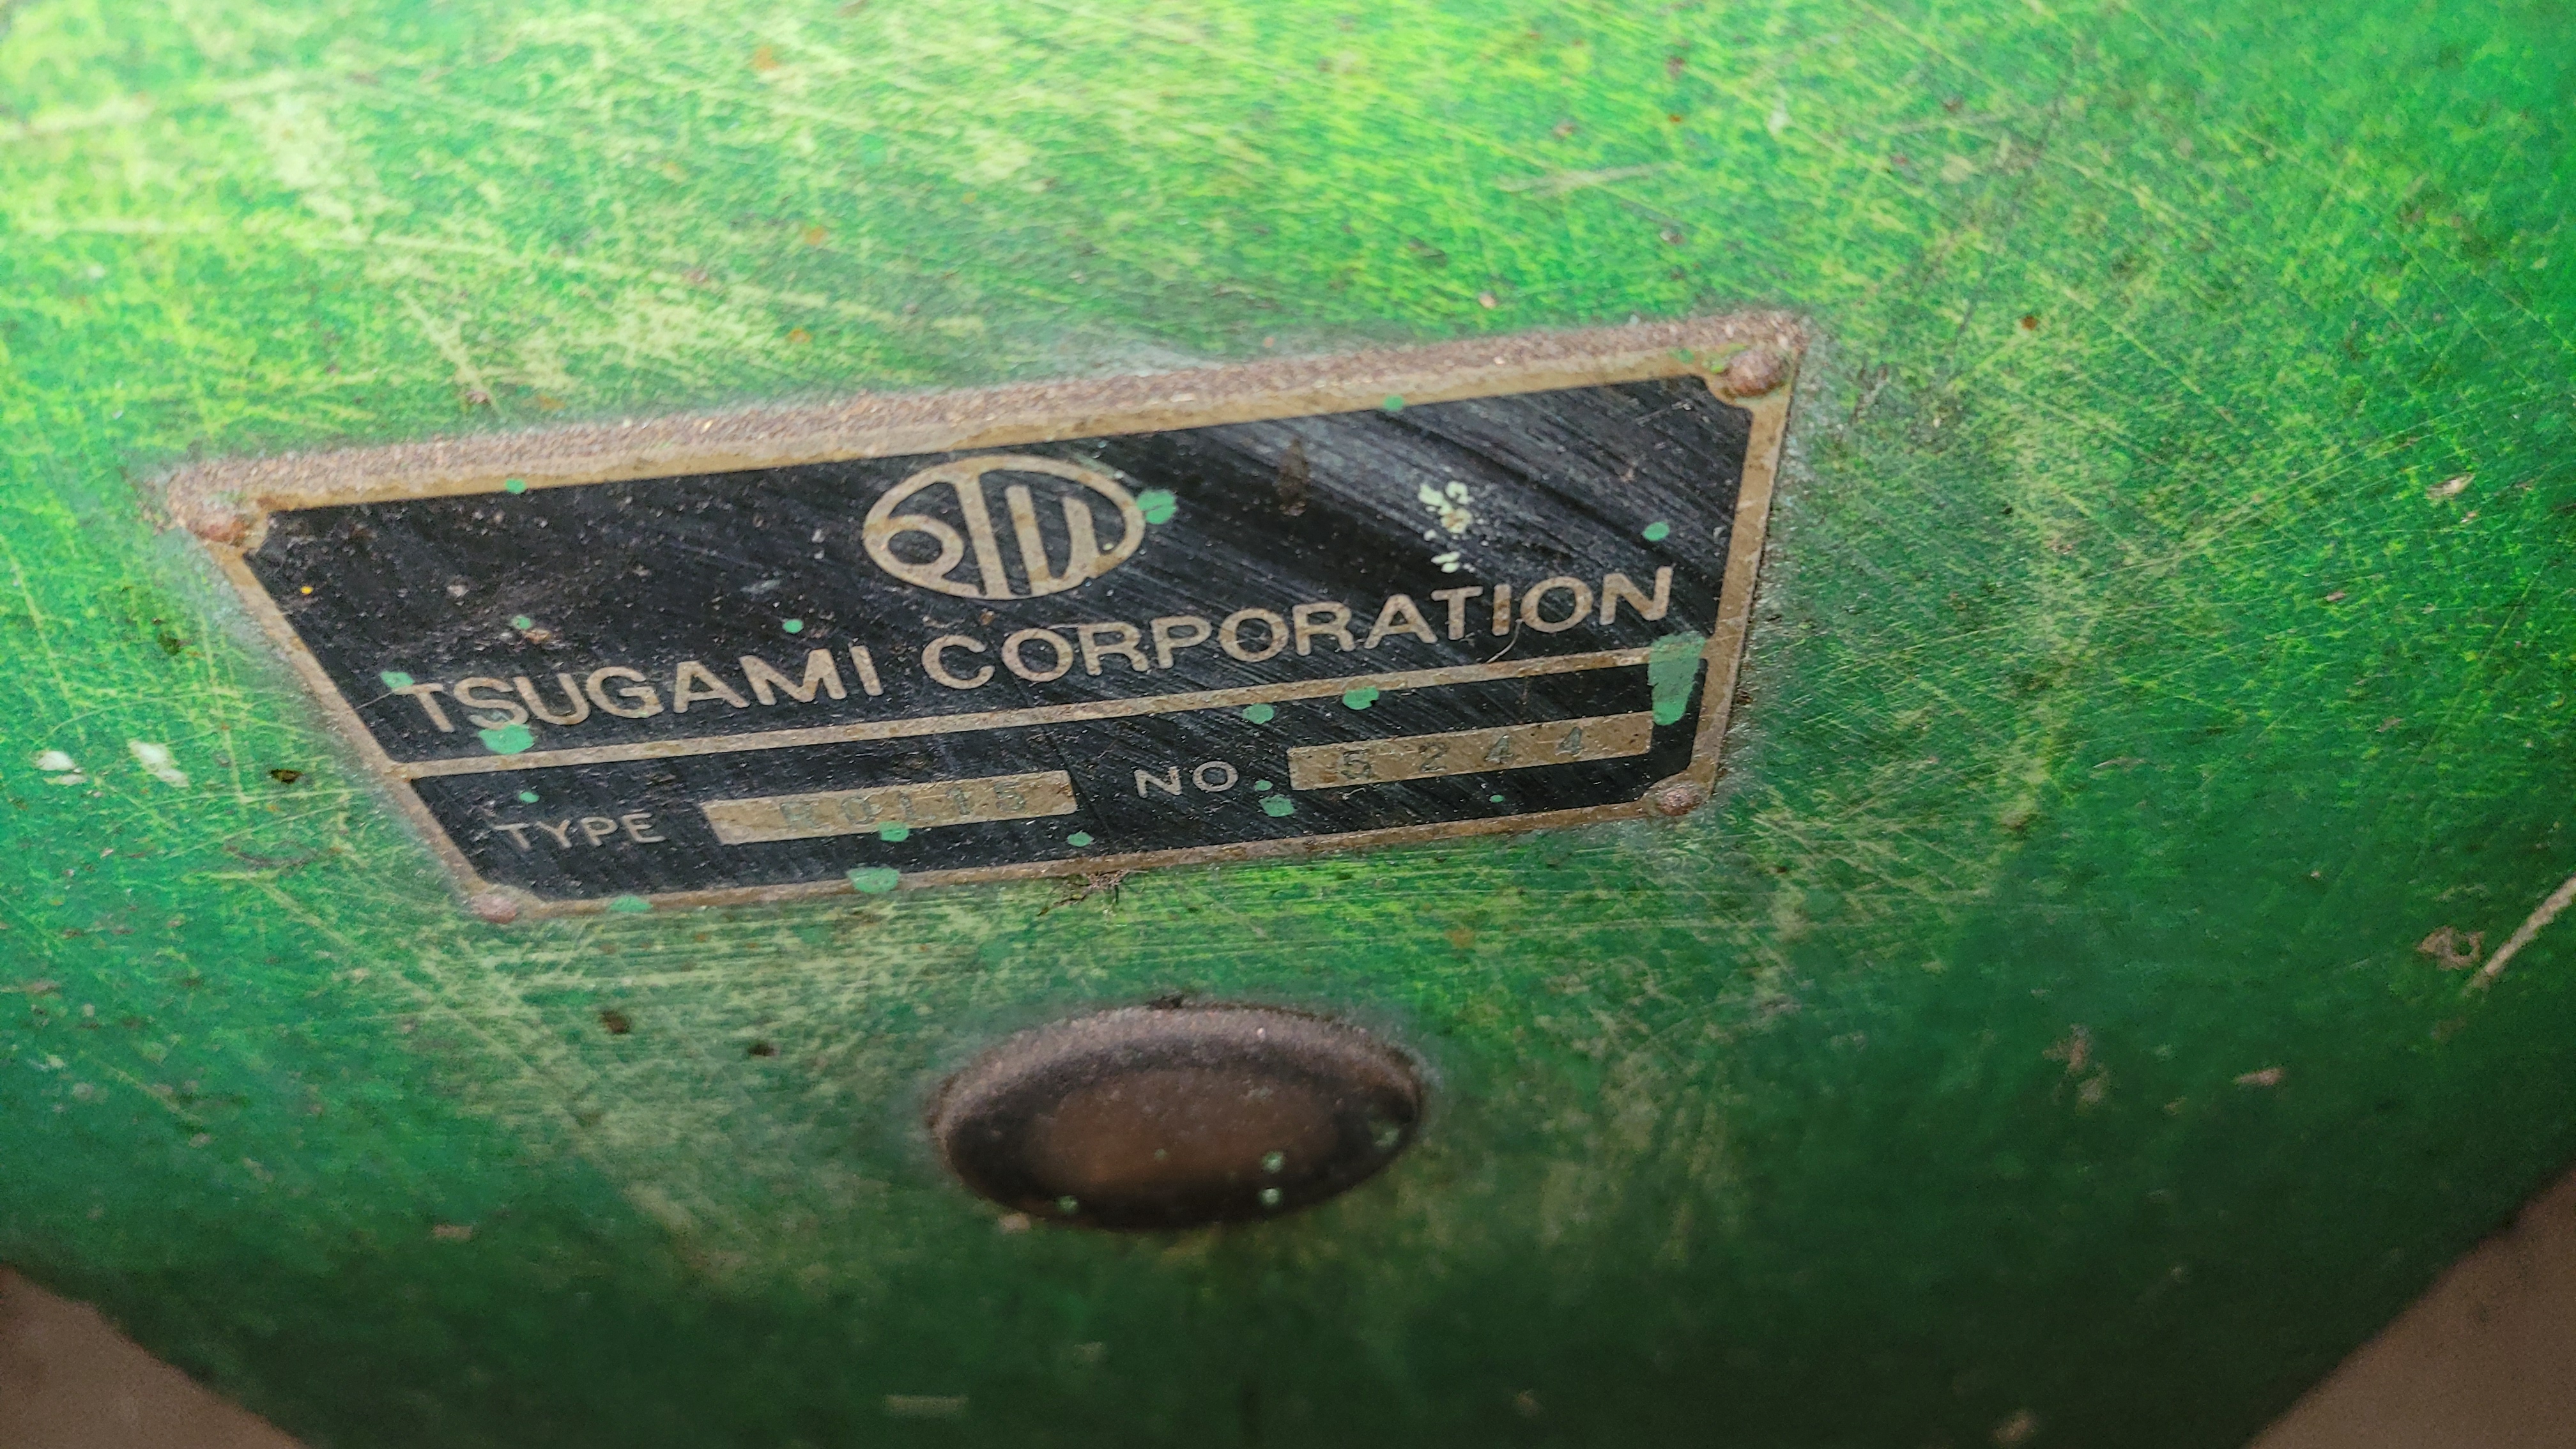 TSUGAMI CORPORATION
TYPE NO. 5244